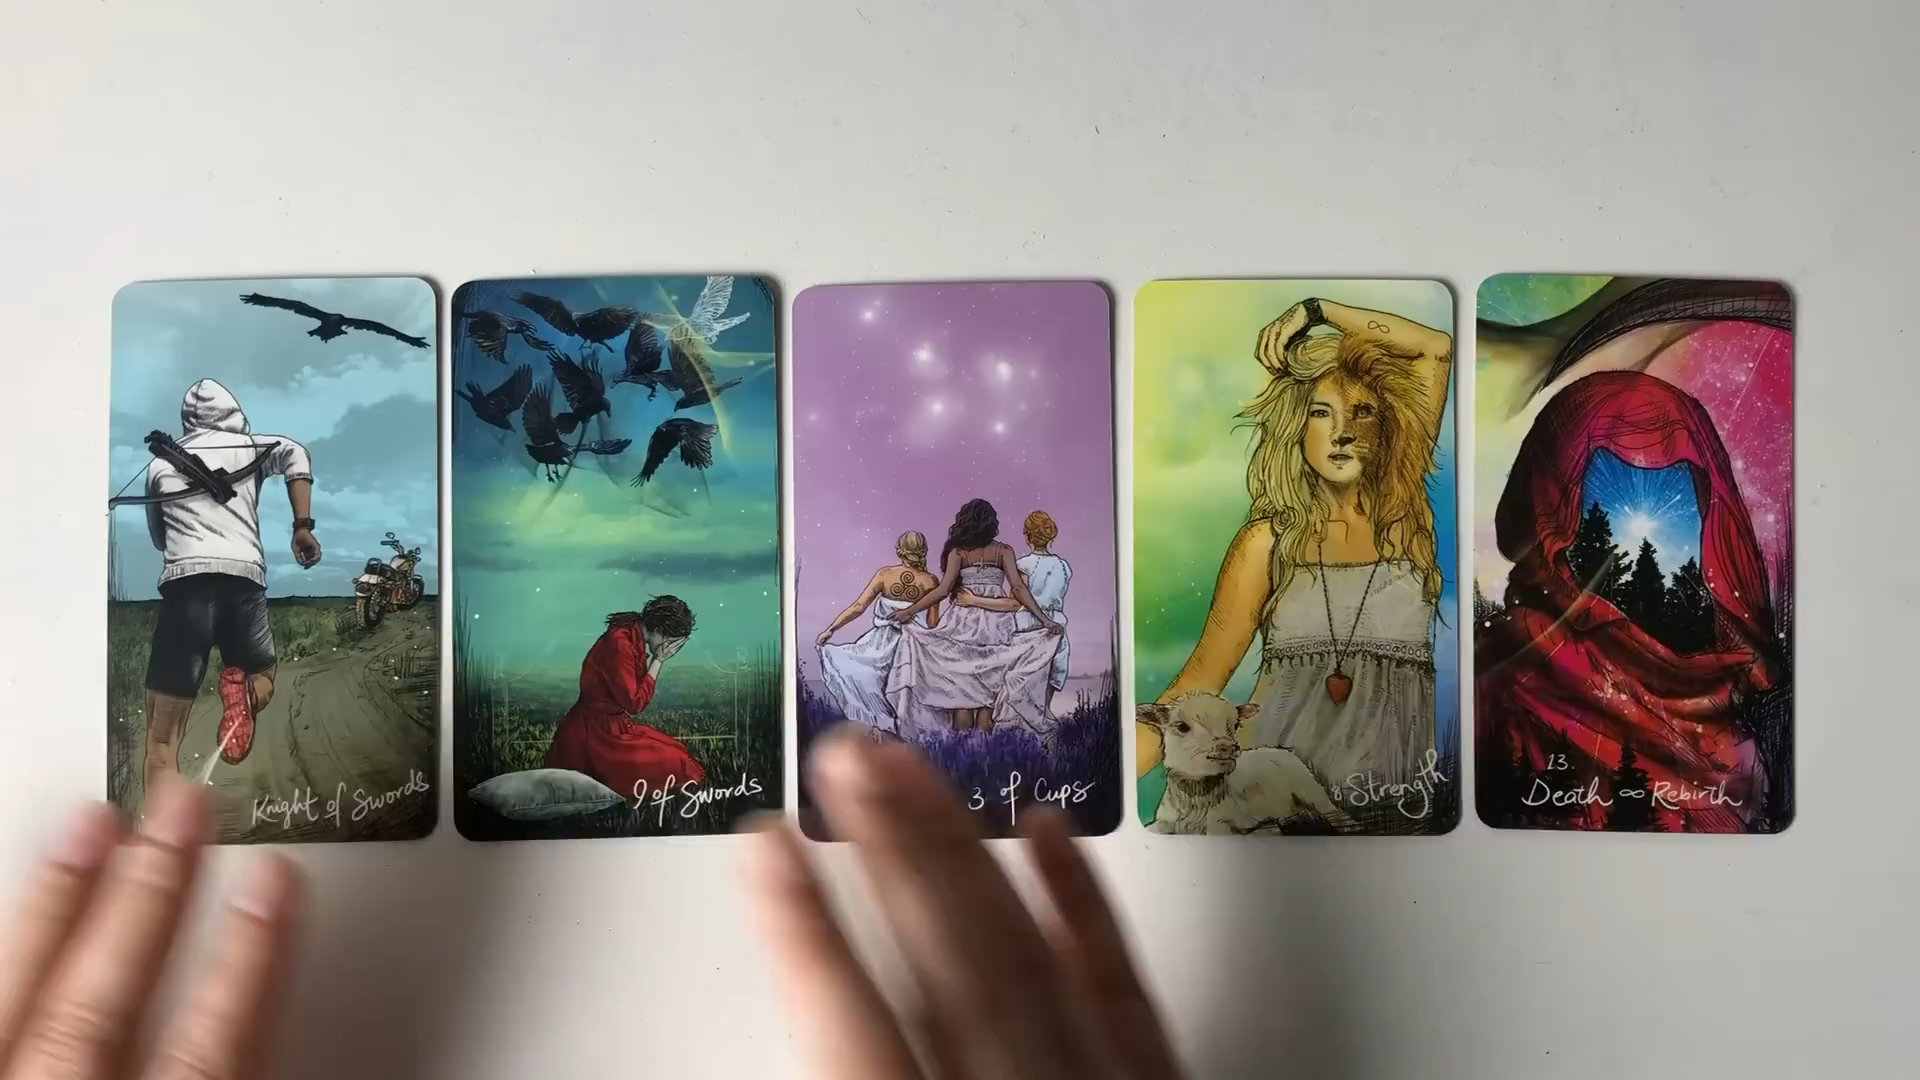 Knight of Swords
9 of Swords
3 of Cups
8 Strength
13.
Death ∞ Rebirth